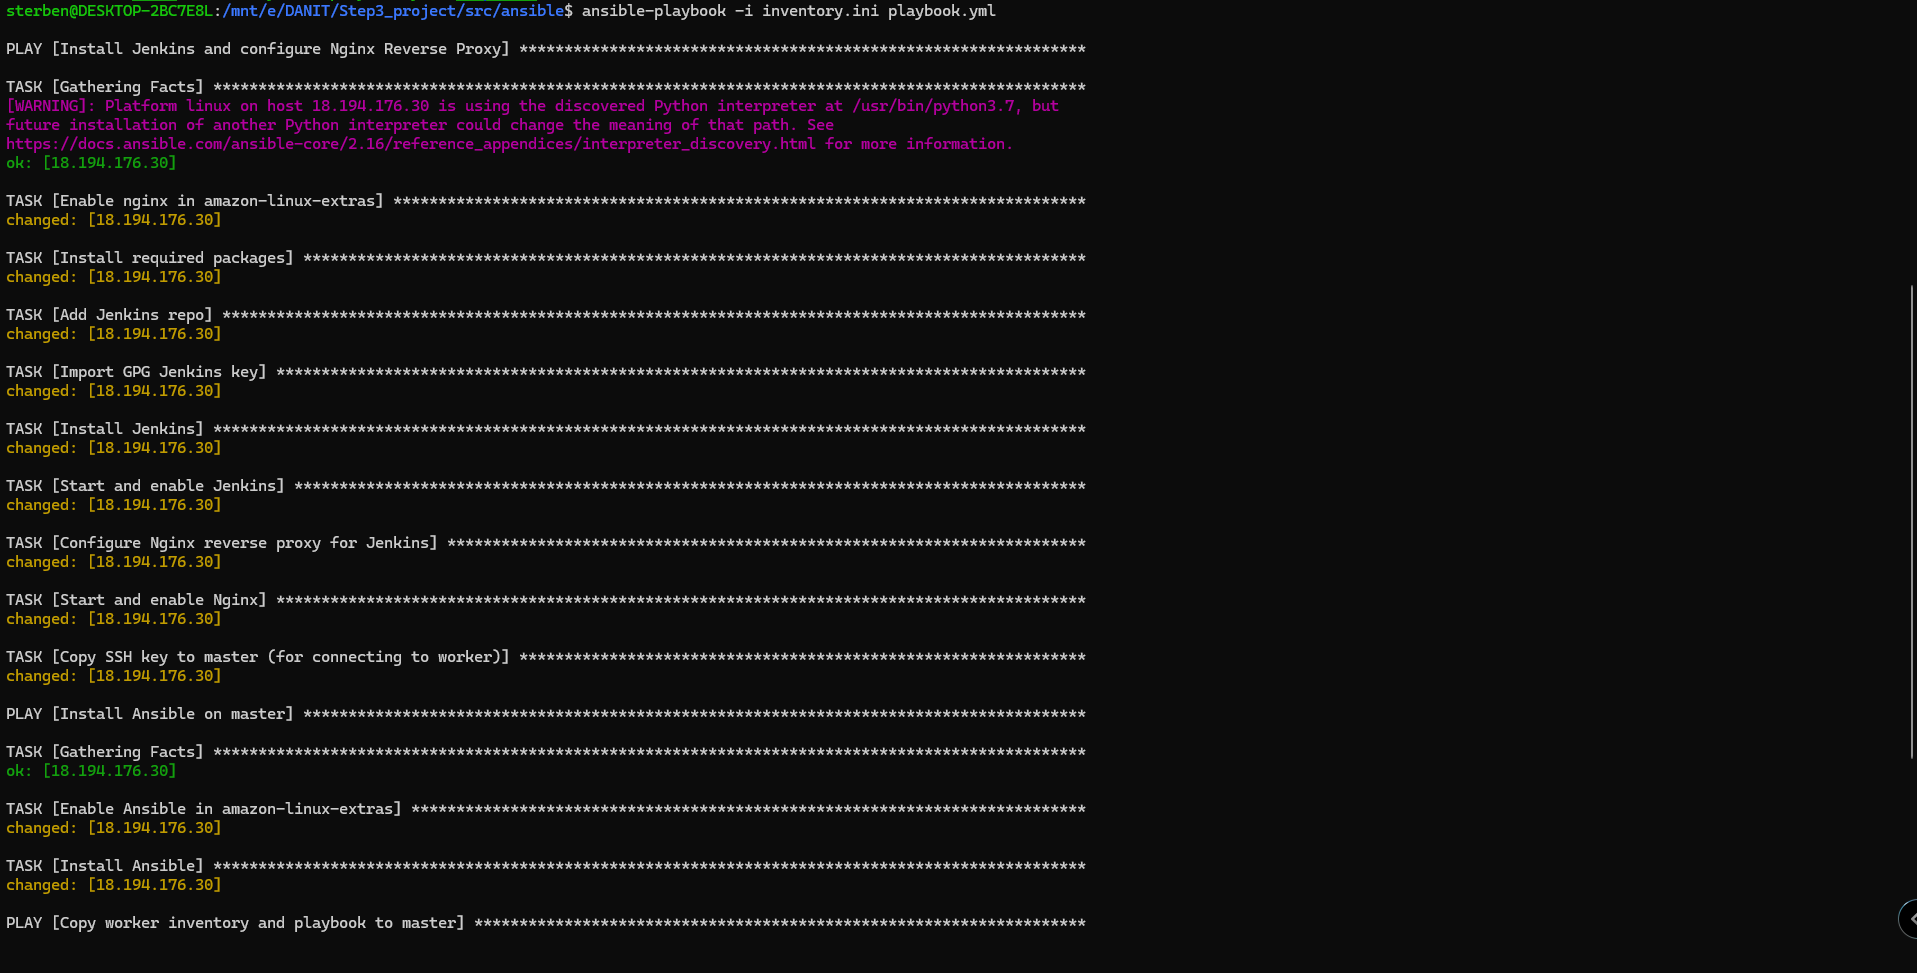 sterben@DESKTOP-2BC7E8L:/mnt/e/DANIT/Step3_project/src/ansible$ ansible-playbook -i inventory.ini playbook.yml
PLAY [Install Jenkins and configure Nginx Reverse Proxy] ***************************************************************
TASK [Gathering Facts] *************************************************************************************************
[WARNING]: Platform linux on host 18.194.176.30 is using the discovered Python interpreter at /usr/bin/python3.7, but
future installation of another Python interpreter could change the meaning of that path. See
https://docs.ansible.com/ansible-core/2.16/reference_appendices/interpreter_discovery.html for more information.
ok: [18.194.176.30]
TASK [Enable nginx in amazon-linux-extras] *****************************************************************************
changed: [18.194.176.30]
TASK [Install required packages] ***************************************************************************************
changed: [18.194.176.30]
TASK [Add Jenkins repo] ************************************************************************************************
changed: [18.194.176.30]
TASK [Import GPG Jenkins key] ******************************************************************************************
changed: [18.194.176.30]
TASK [Install Jenkins] *************************************************************************************************
changed: [18.194.176.30]
TASK [Start and enable Jenkins] ****************************************************************************************
changed: [18.194.176.30]
TASK [Configure Nginx reverse proxy for Jenkins] ***********************************************************************
changed: [18.194.176.30]
TASK [Start and enable Nginx] ******************************************************************************************
changed: [18.194.176.30]
TASK [Copy SSH key to master (for connecting to worker)] ***************************************************************
changed: [18.194.176.30]
PLAY [Install Ansible on master] ***************************************************************************************
TASK [Gathering Facts] *************************************************************************************************
ok: [18.194.176.30]
TASK [Enable Ansible in amazon-linux-extras] ***************************************************************************
changed: [18.194.176.30]
TASK [Install Ansible] *************************************************************************************************
changed: [18.194.176.30]
PLAY [Copy worker inventory and playbook to master] ********************************************************************